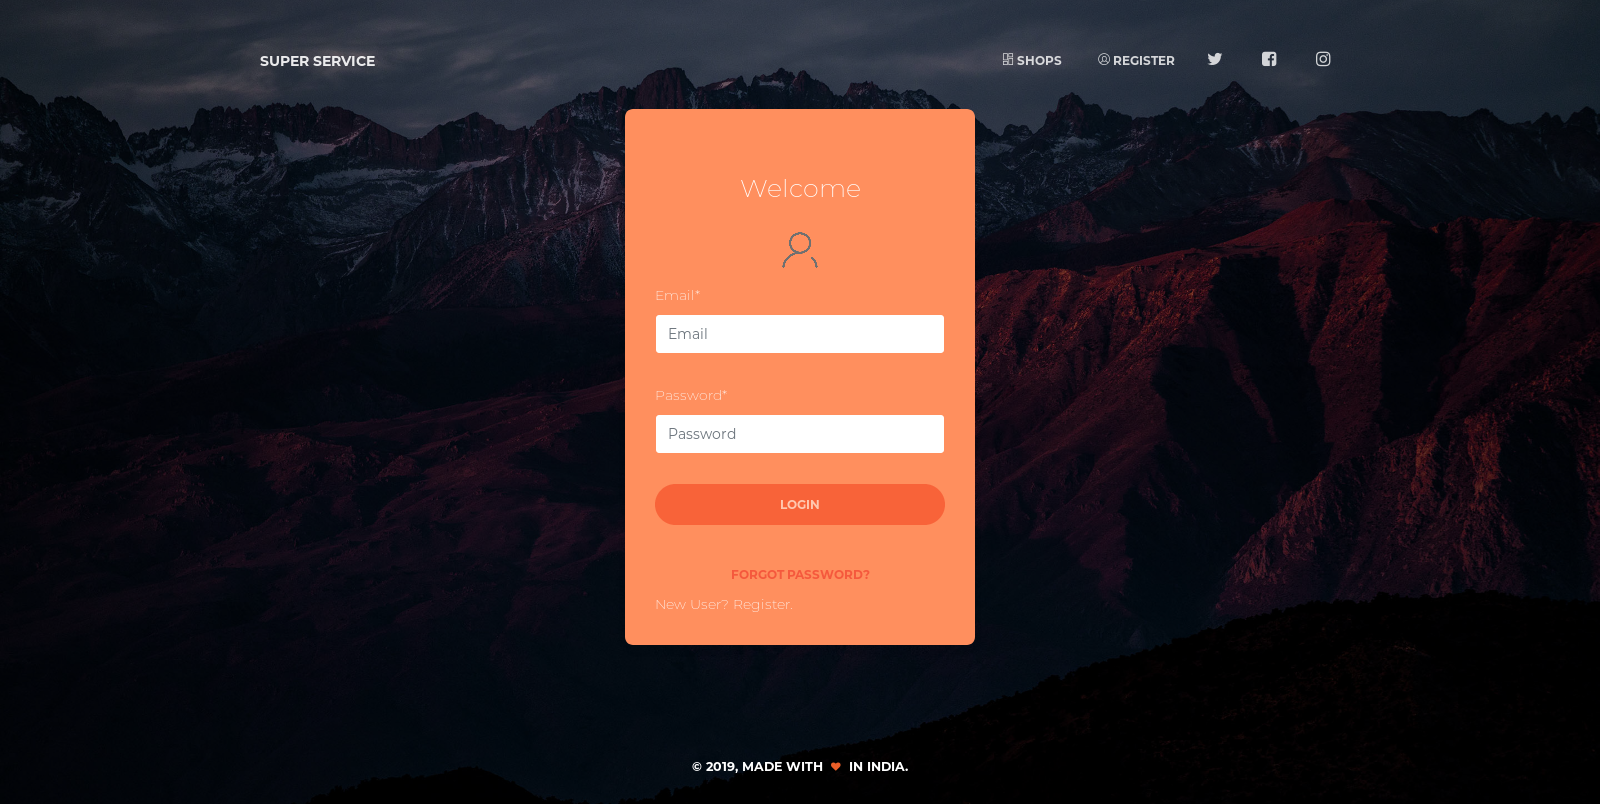 SUPER SERVICE
SHOPS
REGISTER
Welcome
Email*
Email
Password*
Password
LOGIN
FORGOT PASSWORD?
New User? Register.
© 2019, MADE WITH ♥ IN INDIA.